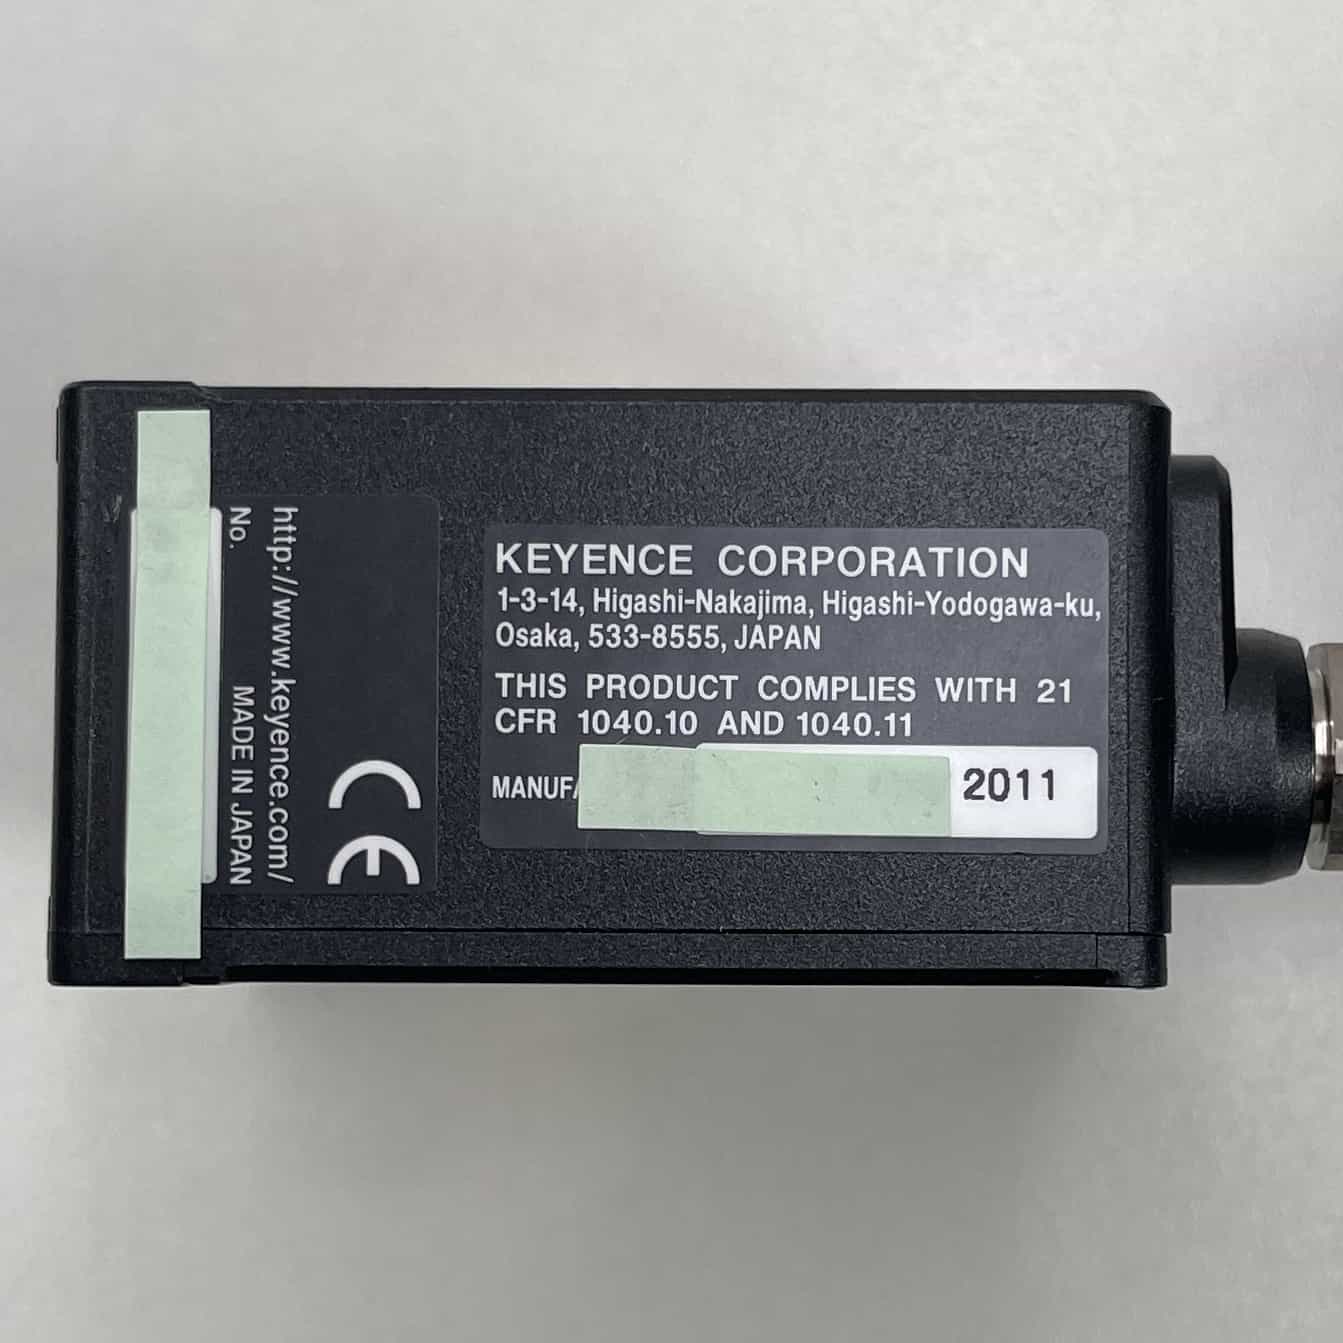 http://www.keyence.com/
No.
MADE IN JAPAN
CE
KEYENCE CORPORATION
1-3-14, Higashi-Nakajima, Higashi-Yodogawa-ku,
Osaka, 533-8555, JAPAN
THIS PRODUCT COMPLIES WITH 21
CFR 1040.10 AND 1040.11
2011